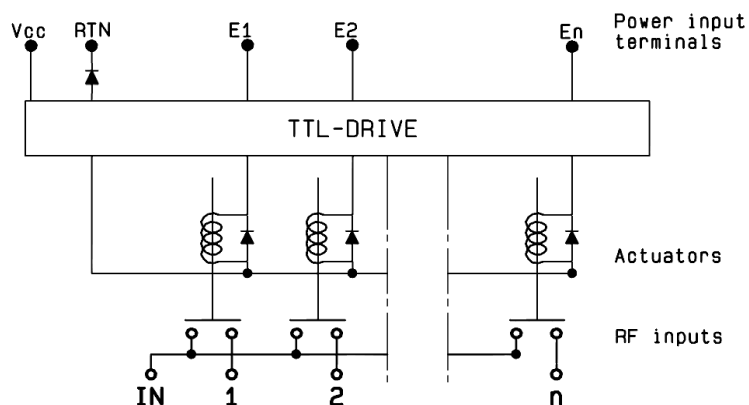 Vcc RTN E1 E2 En Power input
terminals
TTL-DRIVE
Actuators
RF inputs
IN 1 2 n